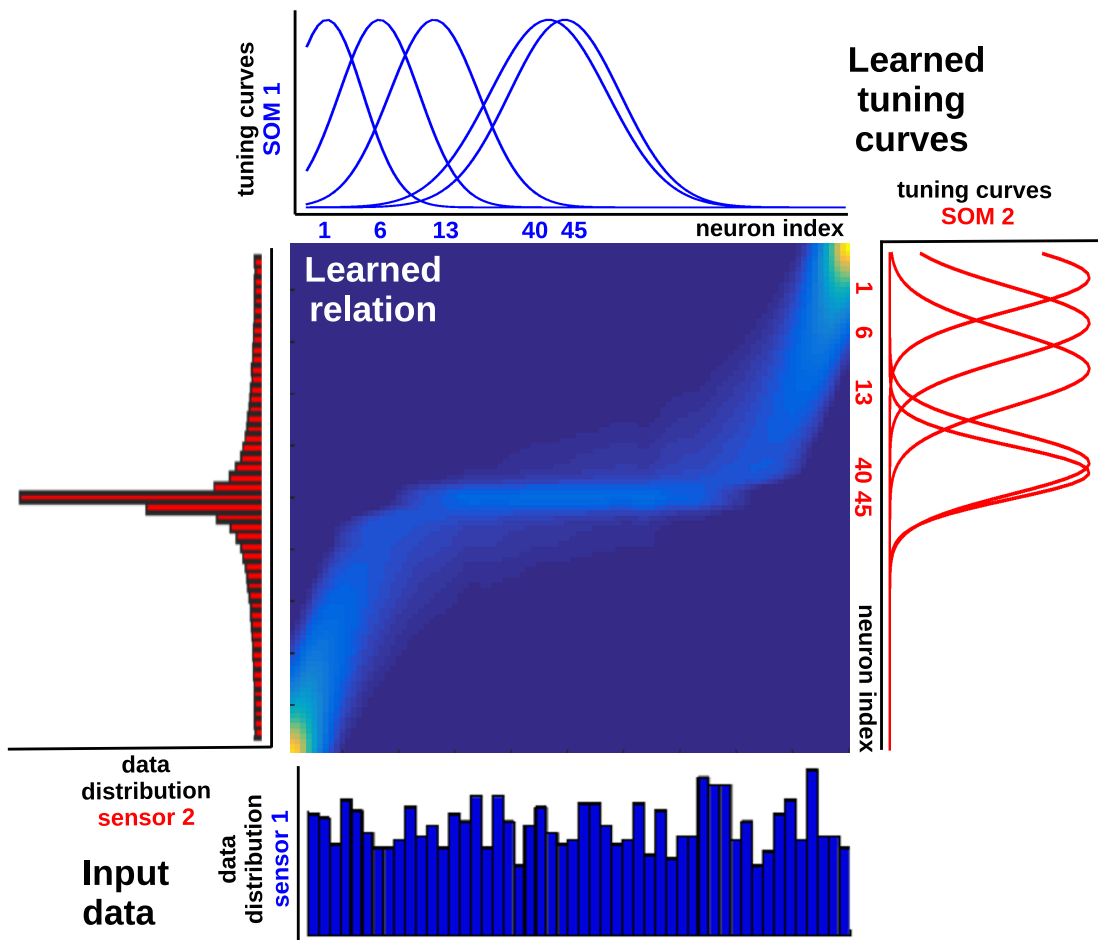 tuning curves
SOM 1
Learned
tuning
curves
1 6 13 40 45 neuron index
tuning curves
SOM 2
Learned
relation
1 6 13 40 45 neuron index
data
distribution
sensor 2
data
distribution
sensor 1
Input
data